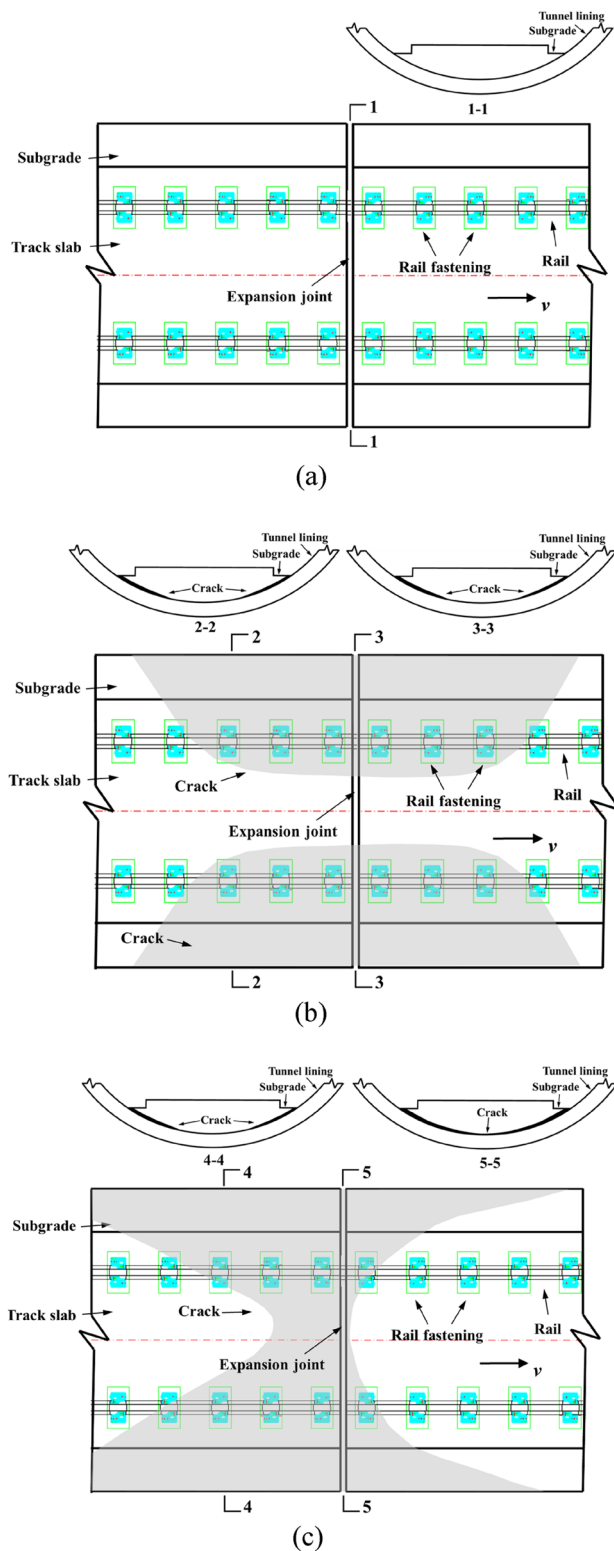 Tunnel lining
Subgrade
1-1
1
Subgrade
Track slab
Rail fastening
Rail
Expansion joint
v
1
(a)
Tunnel lining
Subgrade
Crack
2-2
Tunnel lining
Subgrade
Crack
3-3
2
3
Subgrade
Track slab
Crack
Rail fastening
Rail
Expansion joint
v
Crack
2
3
(b)
Tunnel lining
Subgrade
Crack
4-4
Tunnel lining
Subgrade
Crack
5-5
4
5
Subgrade
Track slab
Crack
Rail fastening
Rail
Expansion joint
v
4
5
(c)